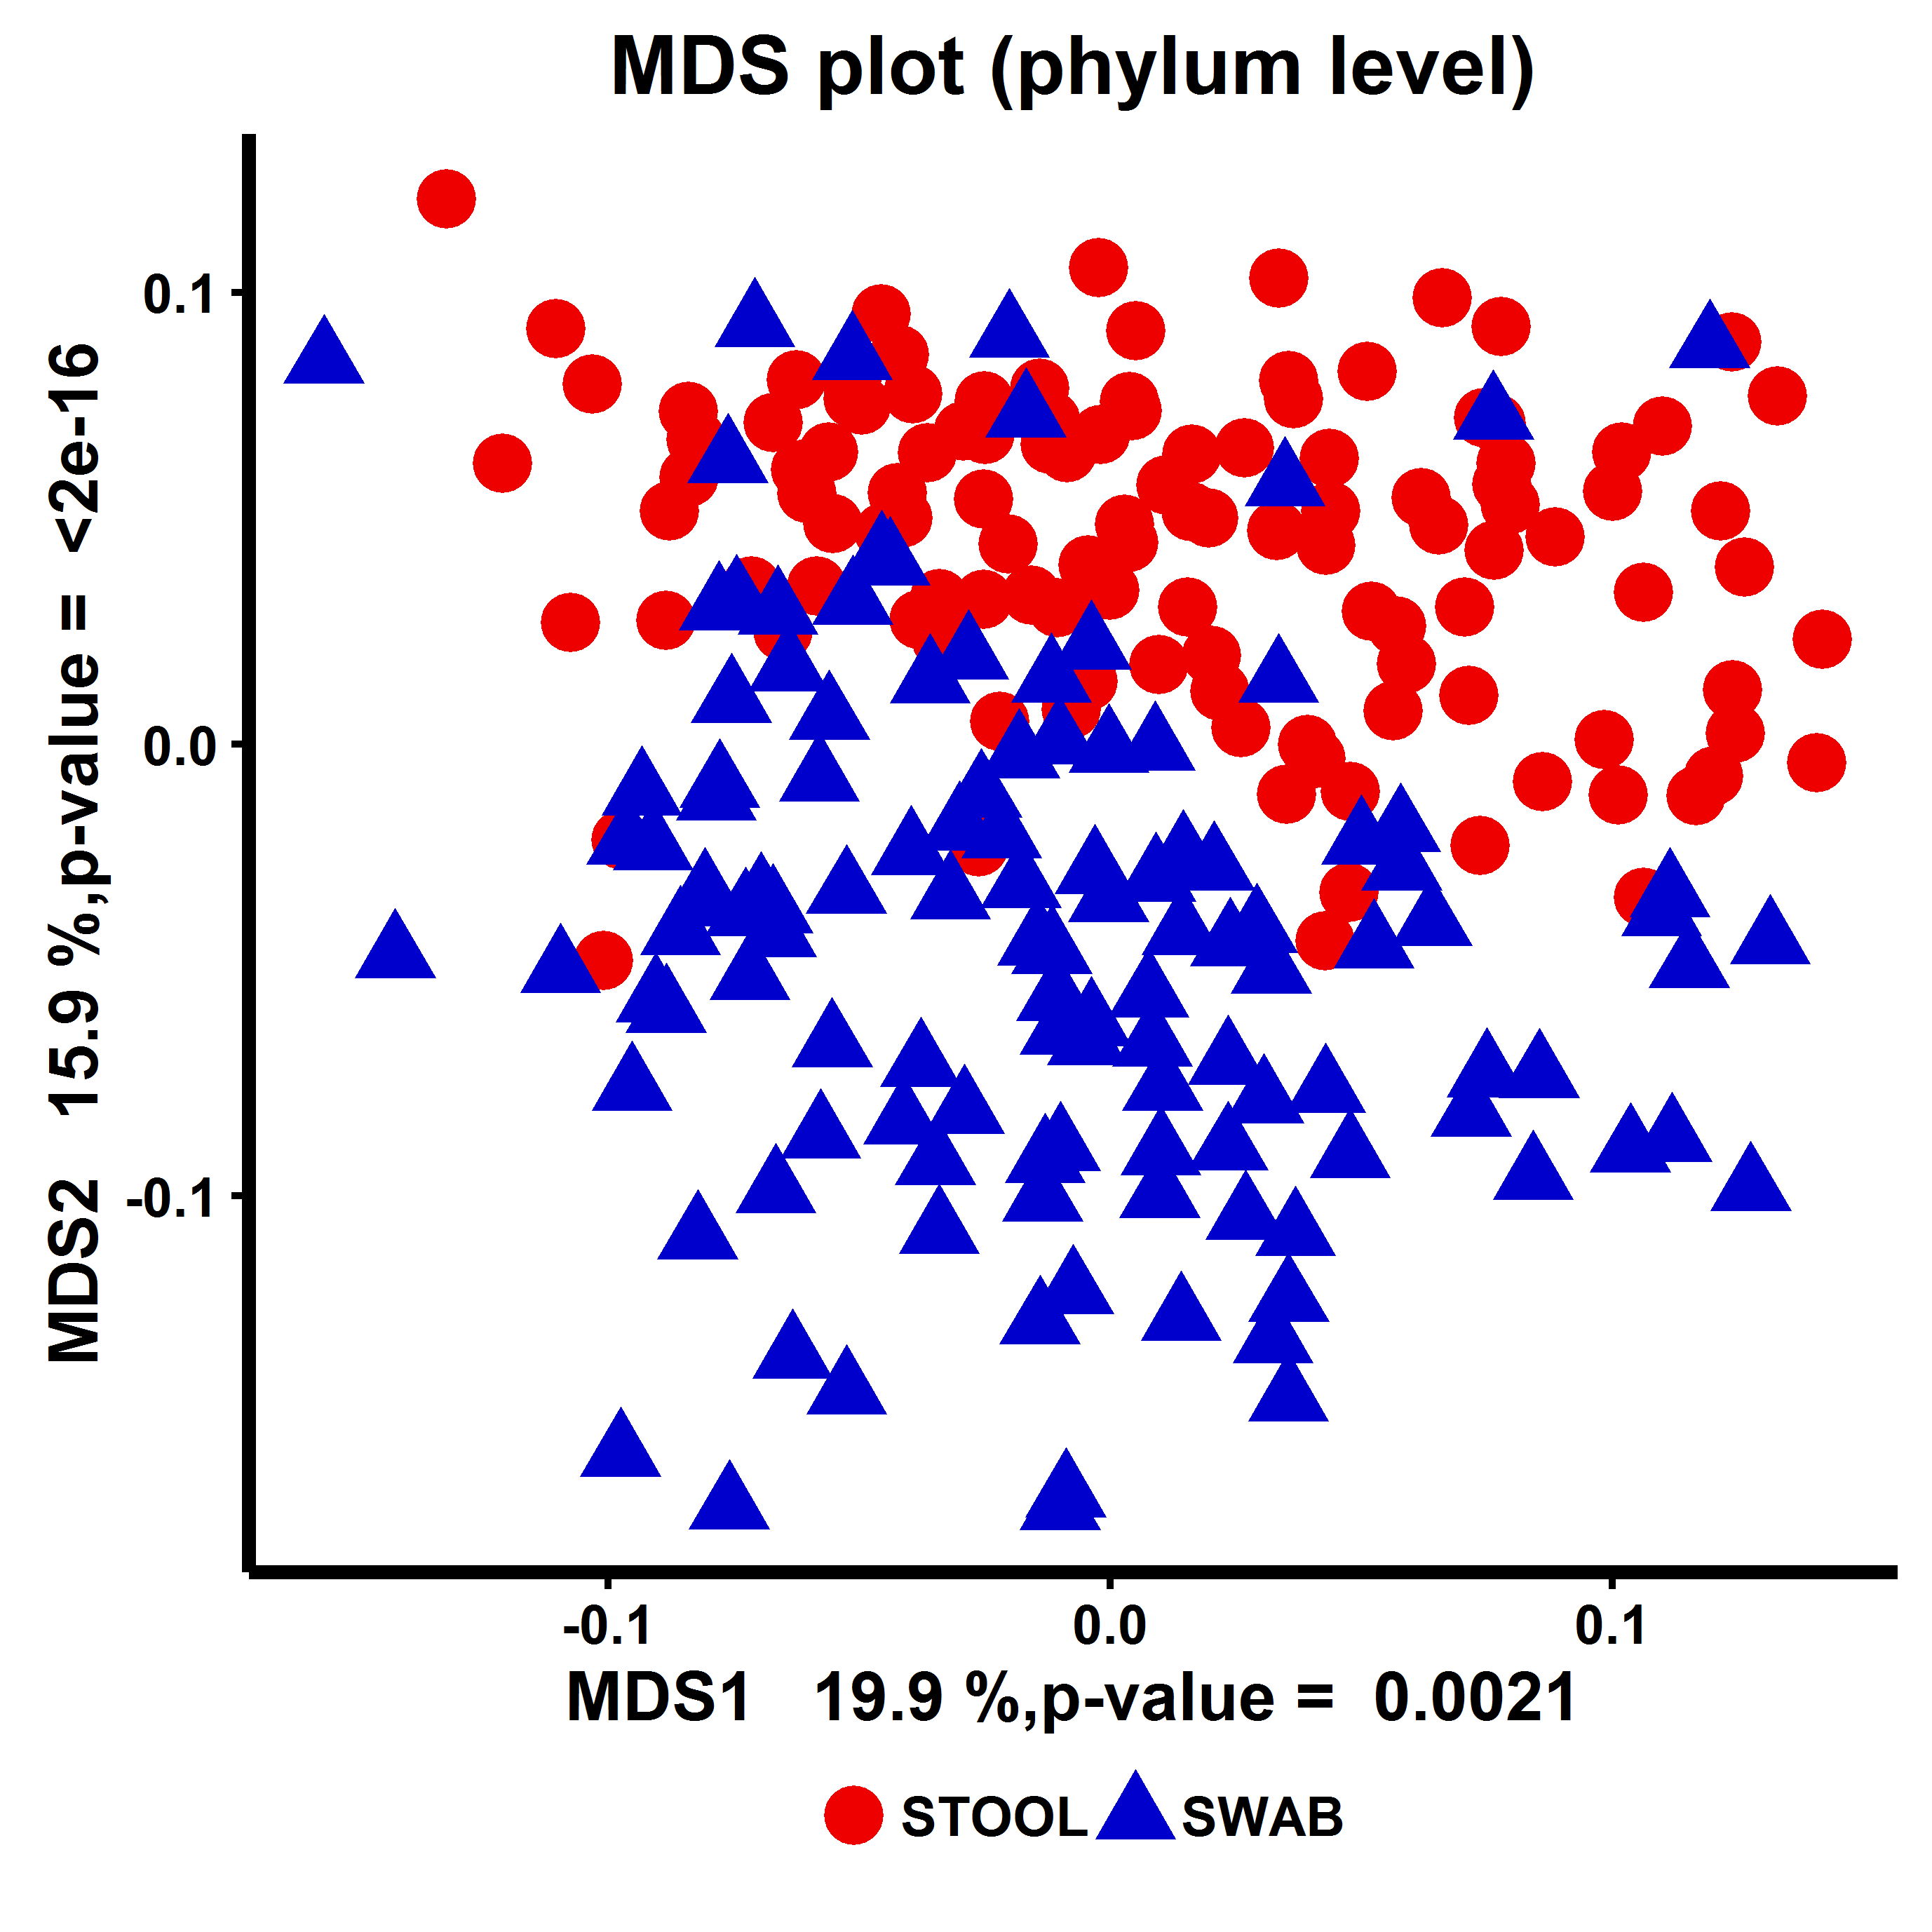 MDS plot (phylum level)
MDS2 15.9 %,p-value = <2e-16
0.1
0.0
-0.1
-0.1 0.0 0.1
MDS1 19.9 %,p-value = 0.0021
STOOL SWAB